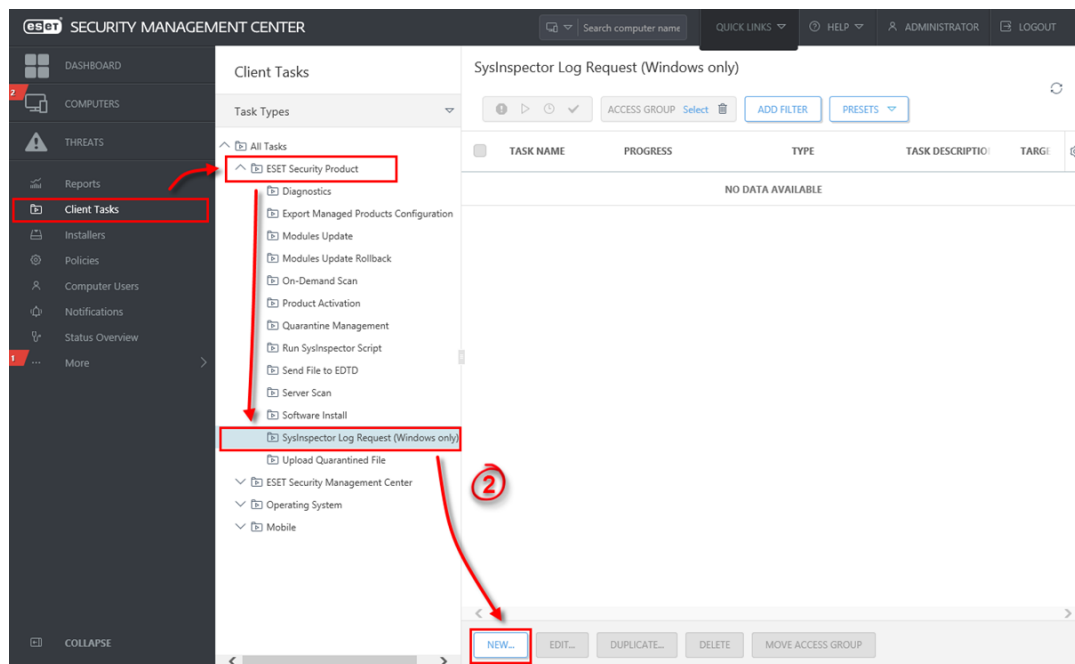 eset SECURITY MANAGEMENT CENTER
Search computer name
QUICK LINKS
HELP
ADMINISTRATOR
LOGOUT
DASHBOARD
2
COMPUTERS
THREATS
Reports
Client Tasks
Installers
Policies
Computer Users
Notifications
Status Overview
1
More
COLLAPSE
Client Tasks
Task Types
All Tasks
ESET Security Product
Diagnostics
Export Managed Products Configuration
Modules Update
Modules Update Rollback
On-Demand Scan
Product Activation
Quarantine Management
Run SysInspector Script
Send File to EDTD
Server Scan
Software Install
SysInspector Log Request (Windows only)
Upload Quarantined File
ESET Security Management Center
Operating System
Mobile
SysInspector Log Request (Windows only)
ACCESS GROUP Select
ADD FILTER
PRESETS
TASK NAME PROGRESS TYPE TASK DESCRIPTIO TARGE
NO DATA AVAILABLE
2
NEW... EDIT... DUPLICATE... DELETE MOVE ACCESS GROUP